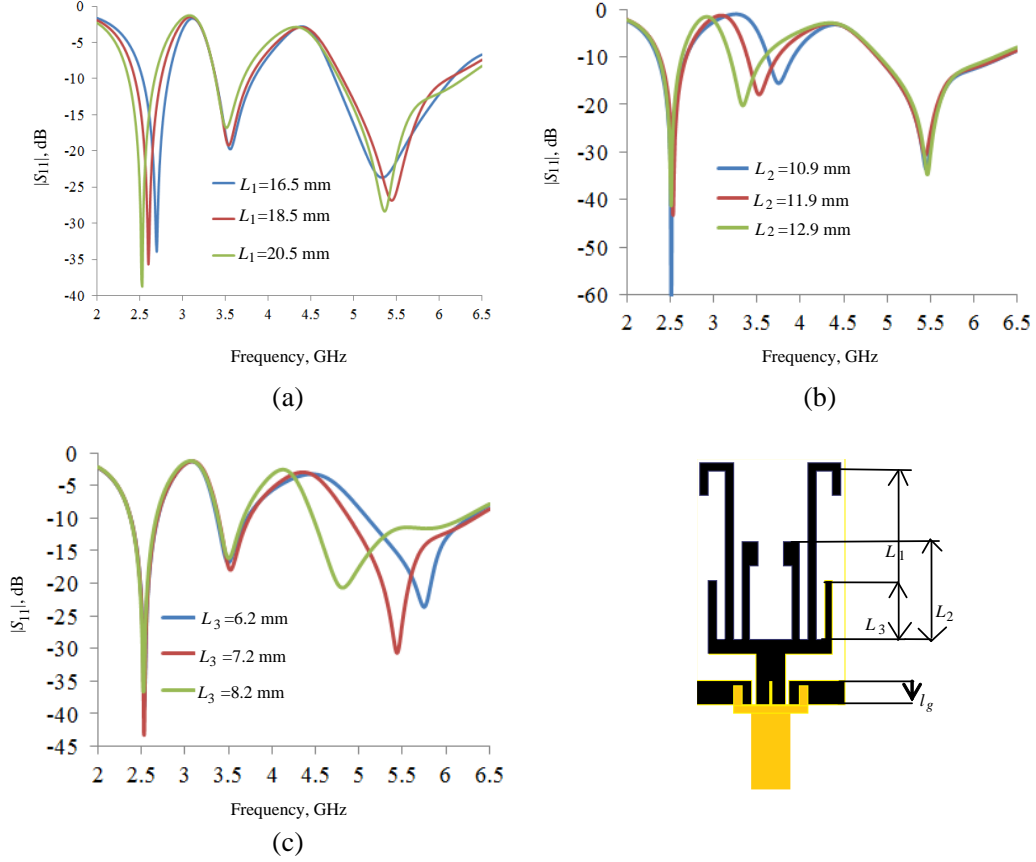 0
-5
-10
-15
-20
-25
-30
-35
-40
|S11|, dB
L1=16.5 mm
L1=18.5 mm
L1=20.5 mm
2 2.5 3 3.5 4 4.5 5 5.5 6 6.5
Frequency, GHz
(a)
0
-10
-20
-30
-40
-50
-60
|S11|, dB
L2=10.9 mm
L2=11.9 mm
L2=12.9 mm
2 2.5 3 3.5 4 4.5 5 5.5 6 6.5
Frequency, GHz
(b)
0
-5
-10
-15
-20
-25
-30
-35
-40
-45
|S11|, dB
L3=6.2 mm
L3=7.2 mm
L3=8.2 mm
2 2.5 3 3.5 4 4.5 5 5.5 6 6.5
Frequency, GHz
(c)
L1
L2
L3
lg